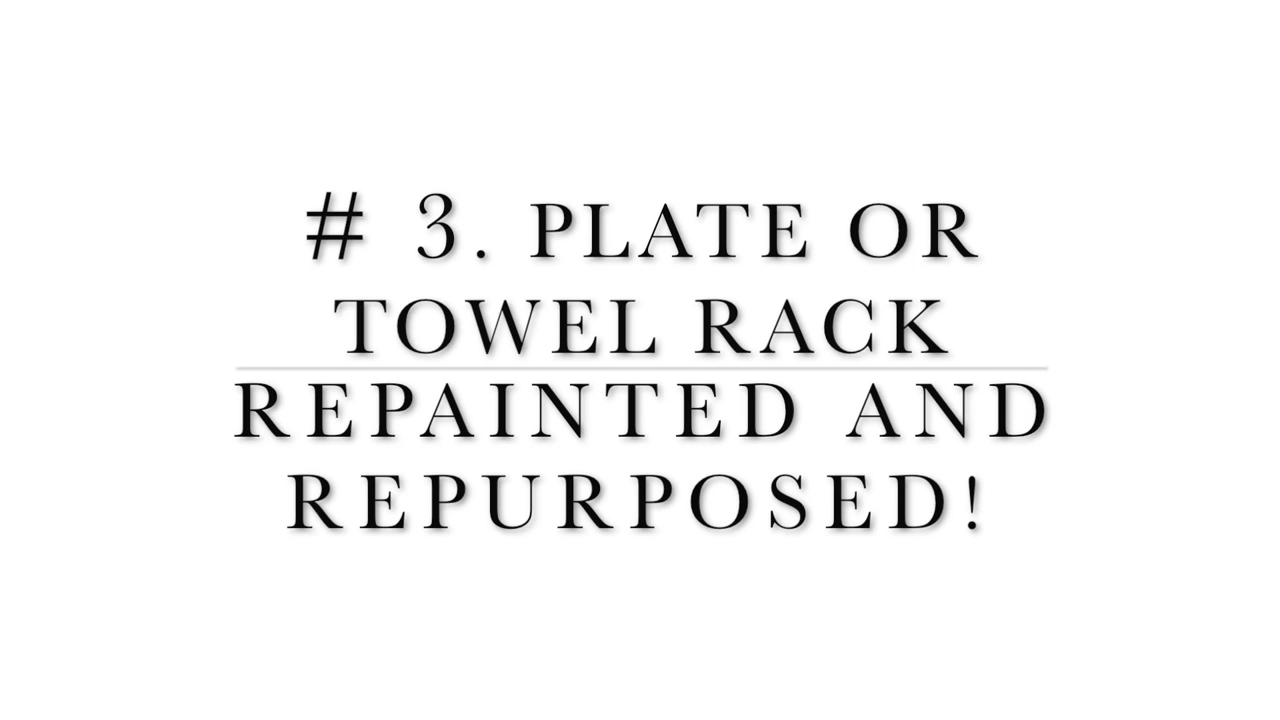 # 3. PLATE OR
TOWEL RACK
REPAINTED AND
REPURPOSED!